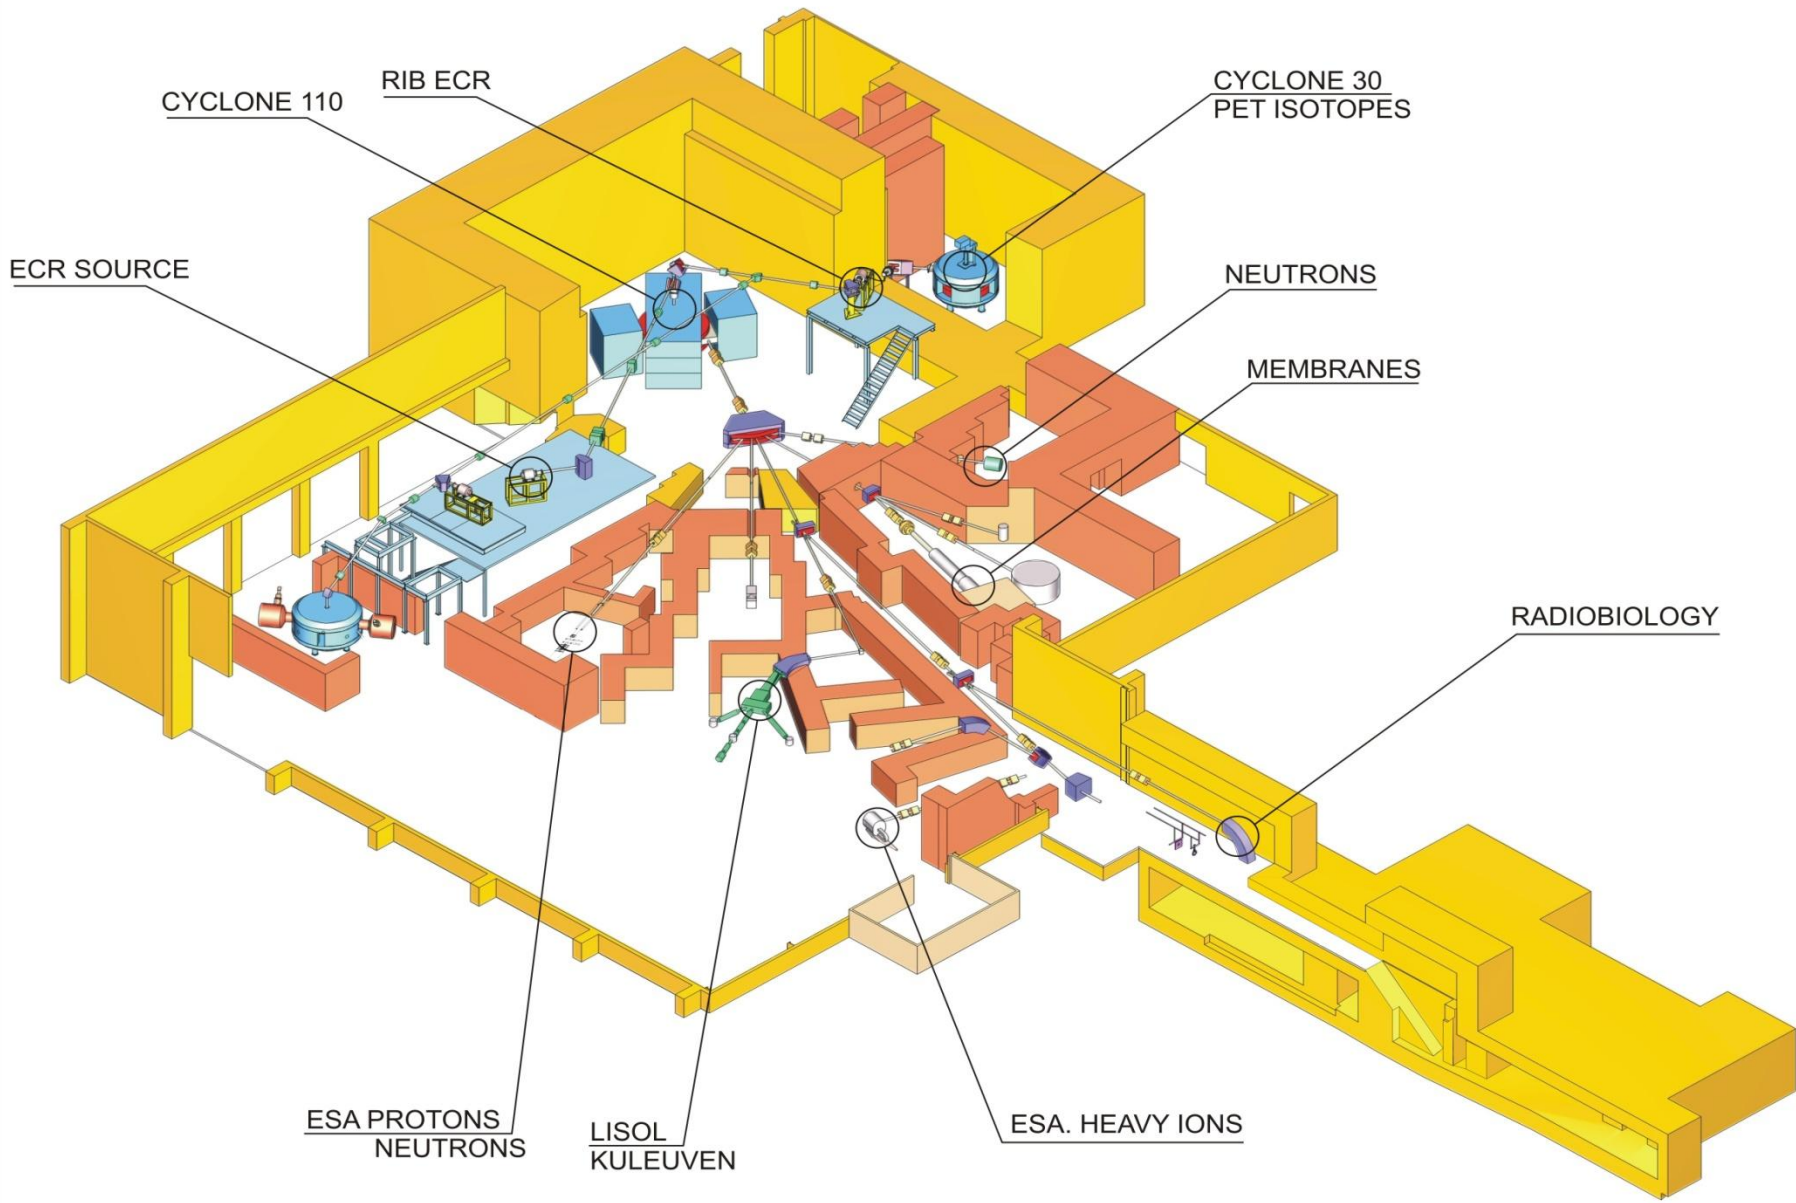 RIB ECR
CYCLONE 110
CYCLONE 30
PET ISOTOPES
ECR SOURCE
NEUTRONS
MEMBRANES
RADIOBIOLOGY
ESA PROTONS
NEUTRONS
LISOL
KULEUVEN
ESA. HEAVY IONS